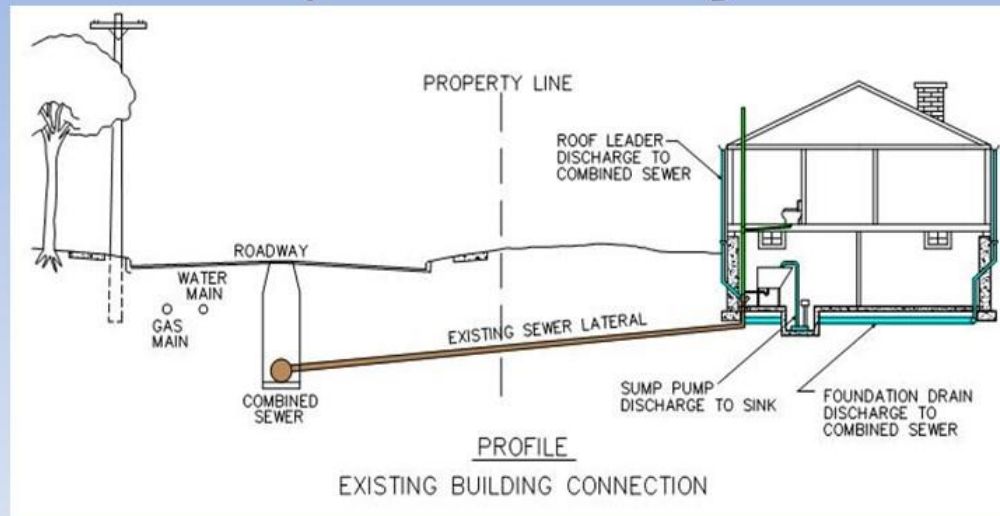 PROPERTY LINE
ROOF LEADER
DISCHARGE TO
COMBINED SEWER
ROADWAY
WATER
MAIN
GAS
MAIN
EXISTING SEWER LATERAL
COMBINED
SEWER
SUMP PUMP
DISCHARGE TO SINK
FOUNDATION DRAIN
DISCHARGE TO
COMBINED SEWER
PROFILE
EXISTING BUILDING CONNECTION